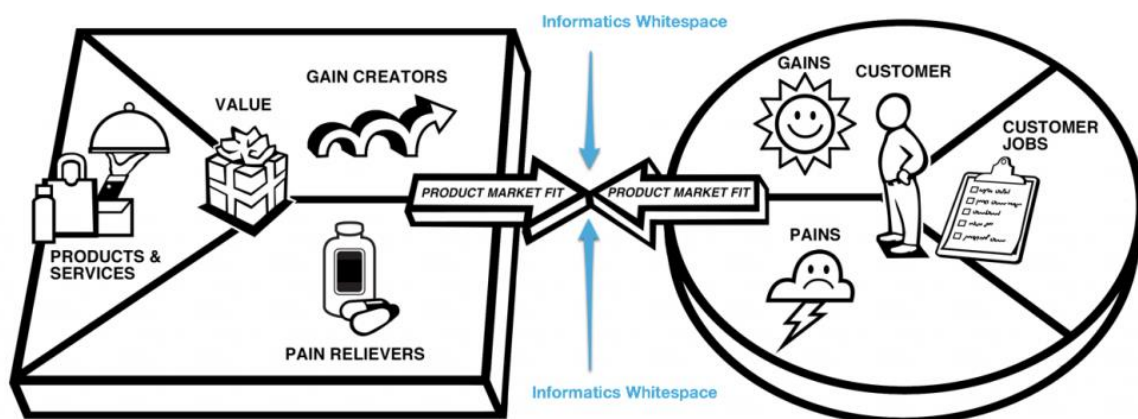 Informatics Whitespace
GAIN CREATORS
VALUE
PRODUCTS &
SERVICES
PAIN RELIEVERS
PRODUCT MARKET FIT
PRODUCT MARKET FIT
GAINS
CUSTOMER
CUSTOMER
JOBS
PAINS
Informatics Whitespace